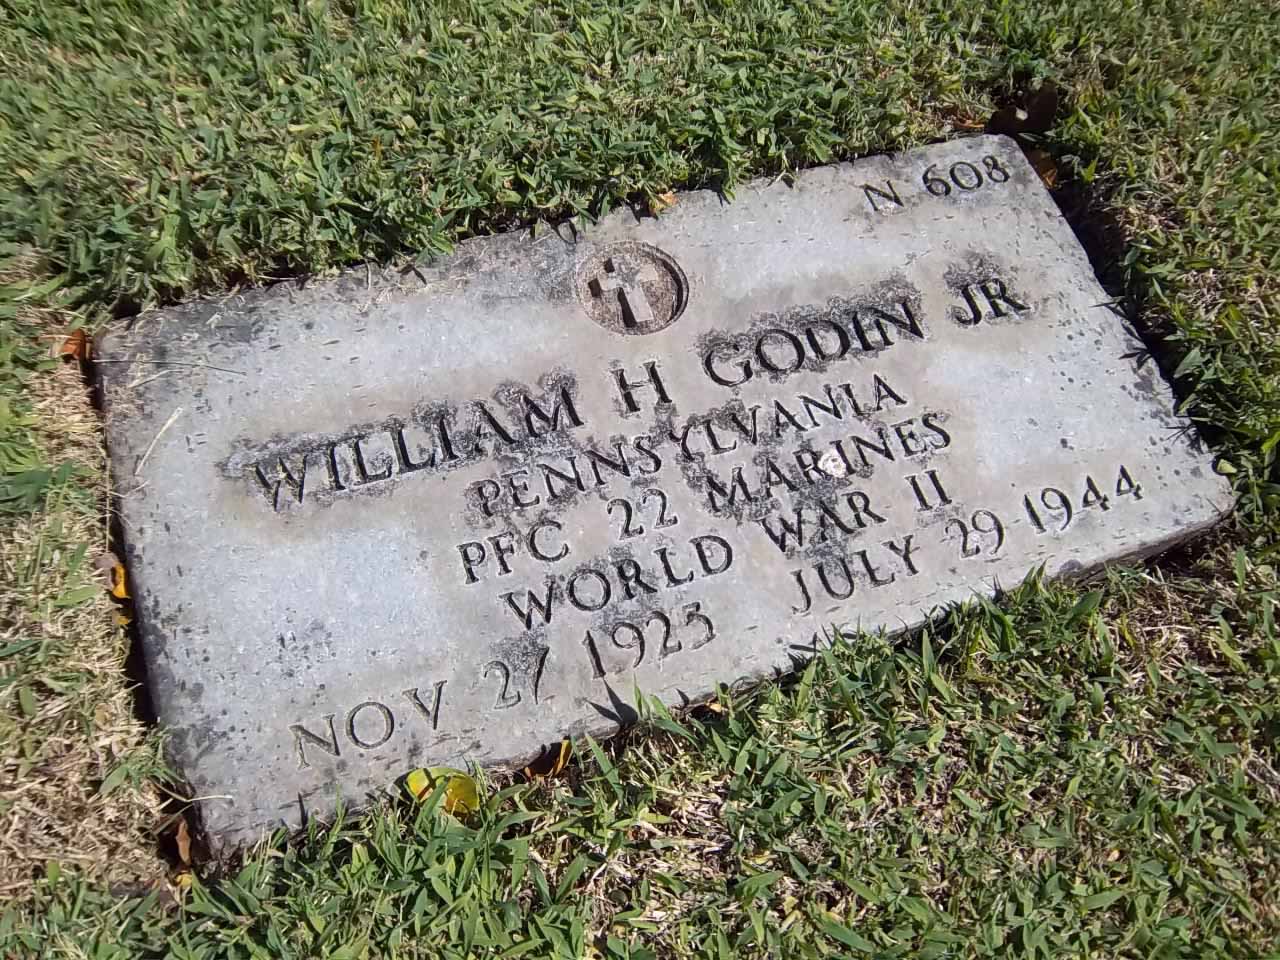 N 608
WILLIAM H GODIN JR
PENNSYLVANIA
PFC 22 MARINES
WORLD WAR II
NOV 27 1925 JULY 29 1944